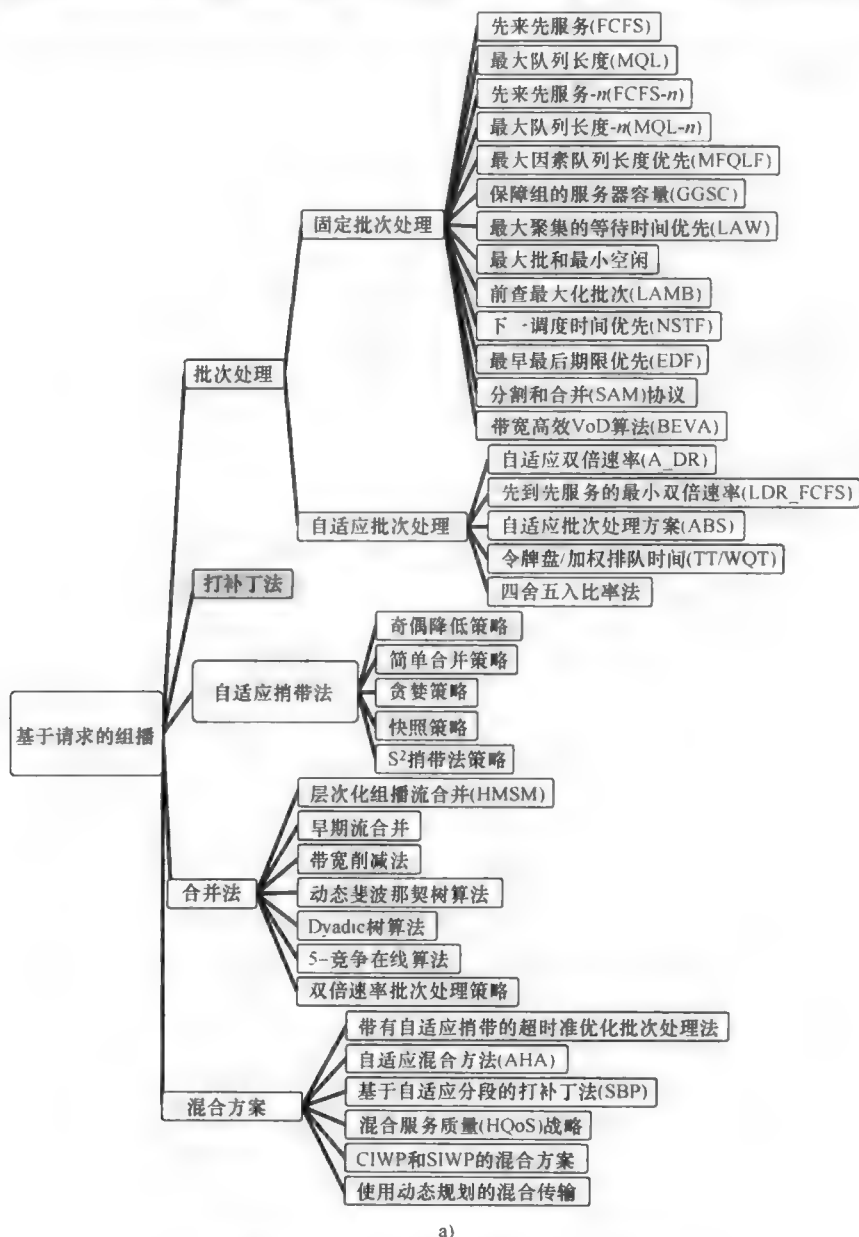 先来先服务(FCFS)
最大队列长度(MQL)
先来先服务-n(FCFS-n)
最大队列长度-n(MQL-n)
最大因素队列长度优先(MFQLF)
保障组的服务器容量(GGSC)
固定批次处理
最大聚集的等待时间优先(LAW)
最大批和最小空闲
前查最大化批次(LAMB)
下一调度时间优先(NSTF)
最早最后期限优先(EDF)
批次处理
分割和合并(SAM)协议
带宽高效VoD算法(BEVA)
自适应双倍速率(A_DR)
先到先服务的最小双倍速率(LDR_FCFS)
自适应批次处理
自适应批次处理方案(ABS)
令牌盘/加权排队时间(TT/WQT)
四舍五入比率法
打补丁法
奇偶降低策略
简单合并策略
自适应捎带法
贪婪策略
快照策略
S²捎带法策略
基于请求的组播
层次化组播流合并(HMSM)
早期流合并
带宽削减法
合并法
动态斐波那契树算法
Dyadic树算法
5-竞争在线算法
双倍速率批次处理策略
带有自适应捎带的超时准优化批次处理法
自适应混合方法(AHA)
基于自适应分段的打补丁法(SBP)
混合方案
混合服务质量(HQoS)战略
CIWP和SIWP的混合方案
使用动态规划的混合传输
a)